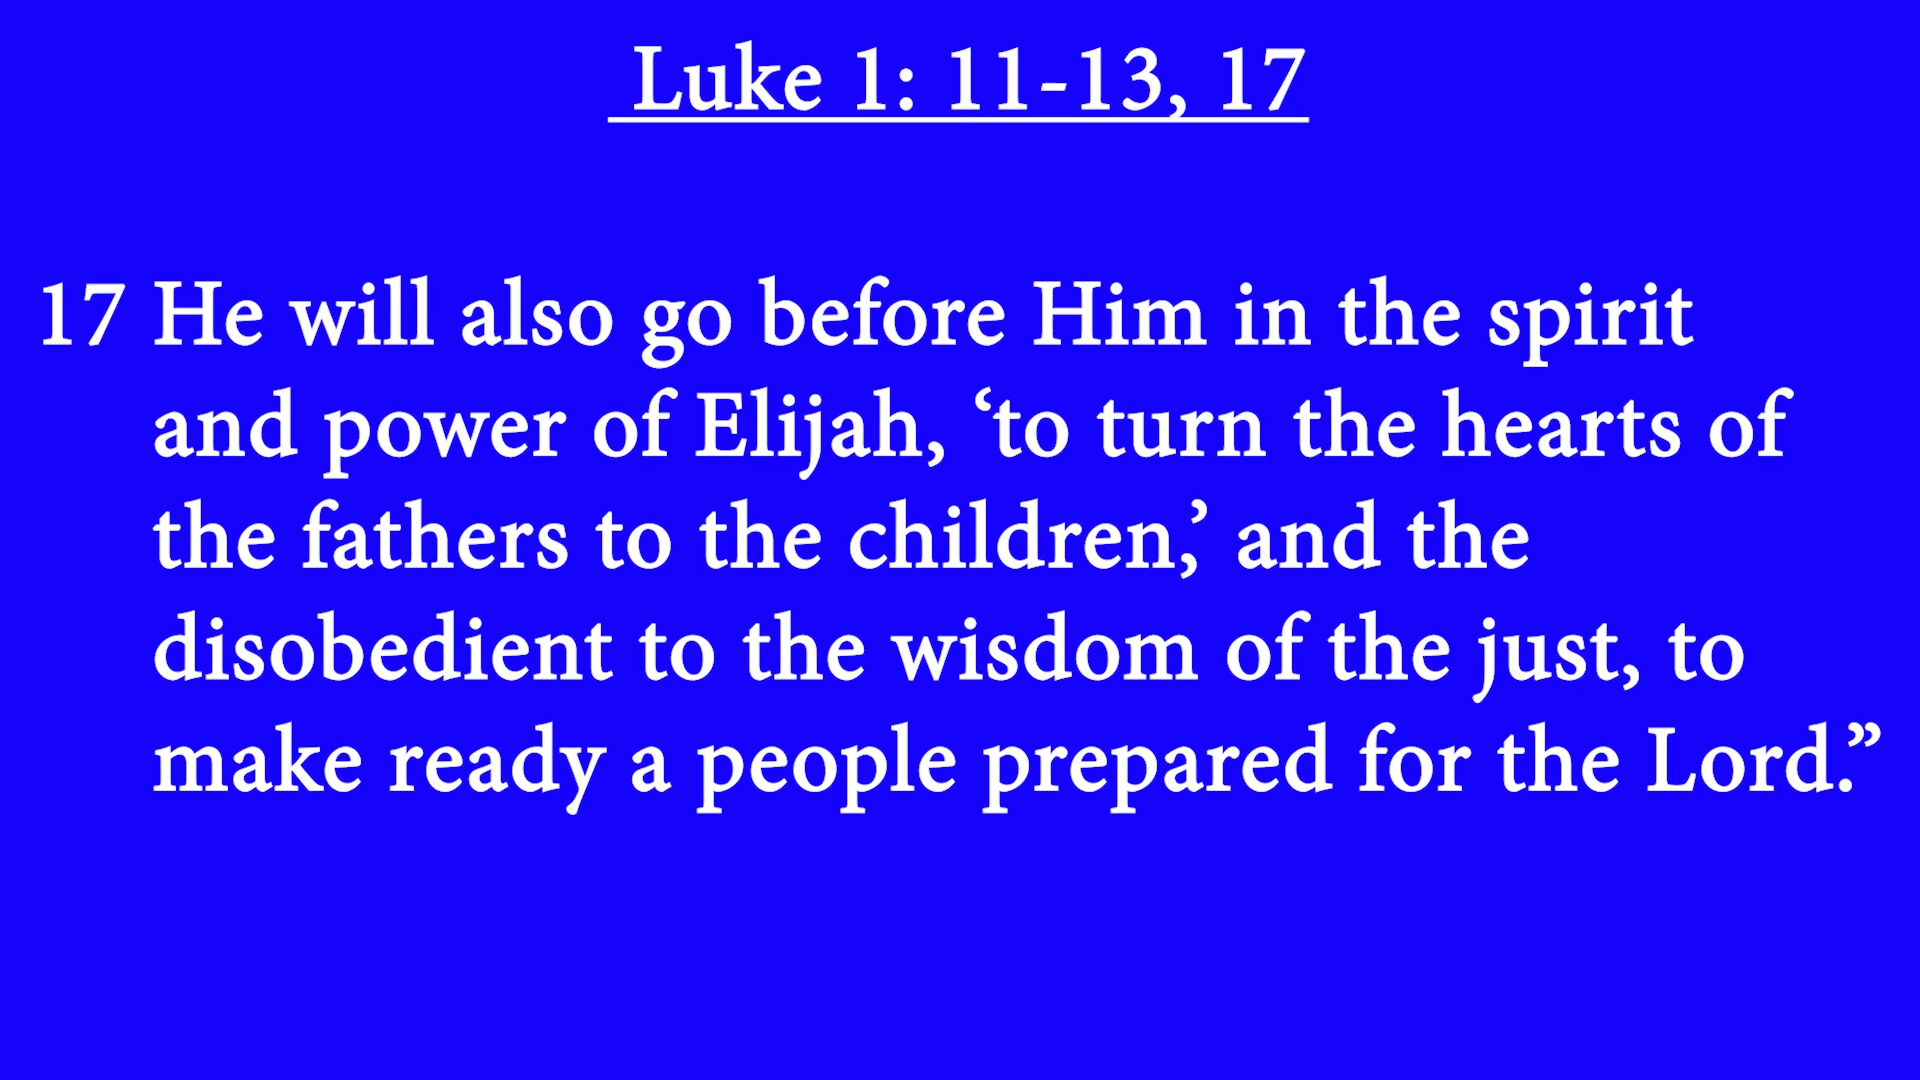 Luke 1: 11-13, 17
17 He will also go before Him in the spirit
and power of Elijah, ‘to turn the hearts of
the fathers to the children,’ and the
disobedient to the wisdom of the just, to
make ready a people prepared for the Lord.”